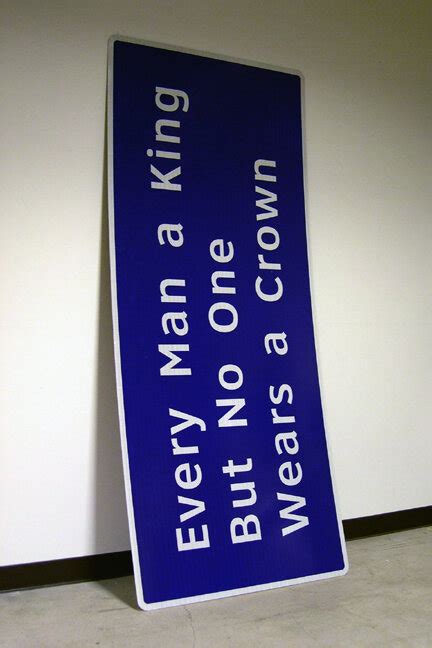 Every Man a King
But No One
Wears a Crown